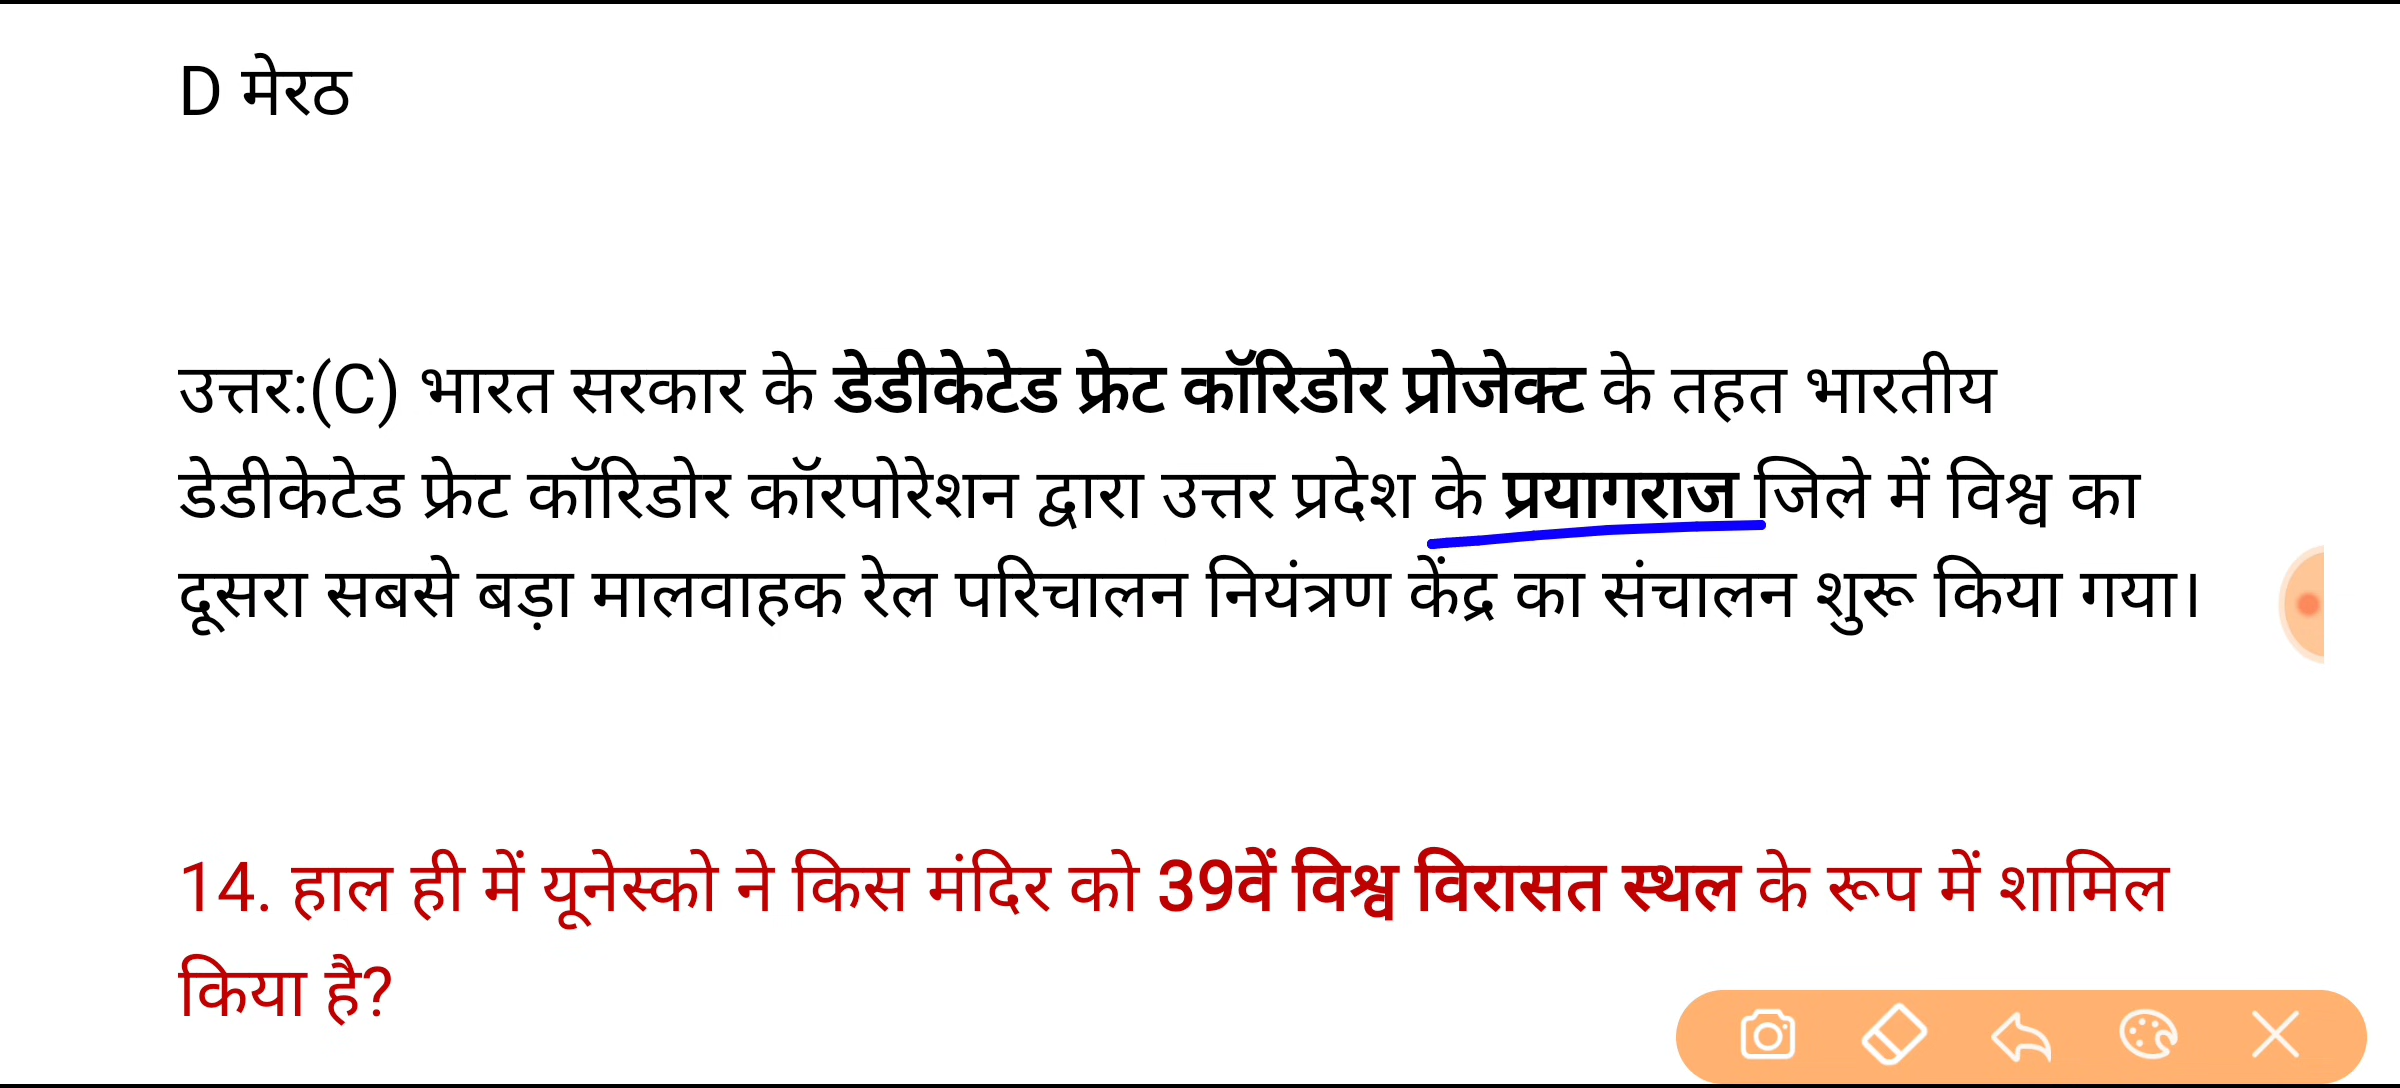 D मेरठ
उत्तर:(C) भारत सरकार के डेडीकेटेड फ्रेट कॉरिडोर प्रोजेक्ट के तहत भारतीय
डेडीकेटेड फ्रेट कॉरिडोर कॉरपोरेशन द्वारा उत्तर प्रदेश के प्रयागराज जिले में विश्व का
दूसरा सबसे बड़ा मालवाहक रेल परिचालन नियंत्रण केंद्र का संचालन शुरू किया गया।
14. हाल ही में यूनेस्को ने किस मंदिर को 39वें विश्व विरासत स्थल के रूप में शामिल
किया है?